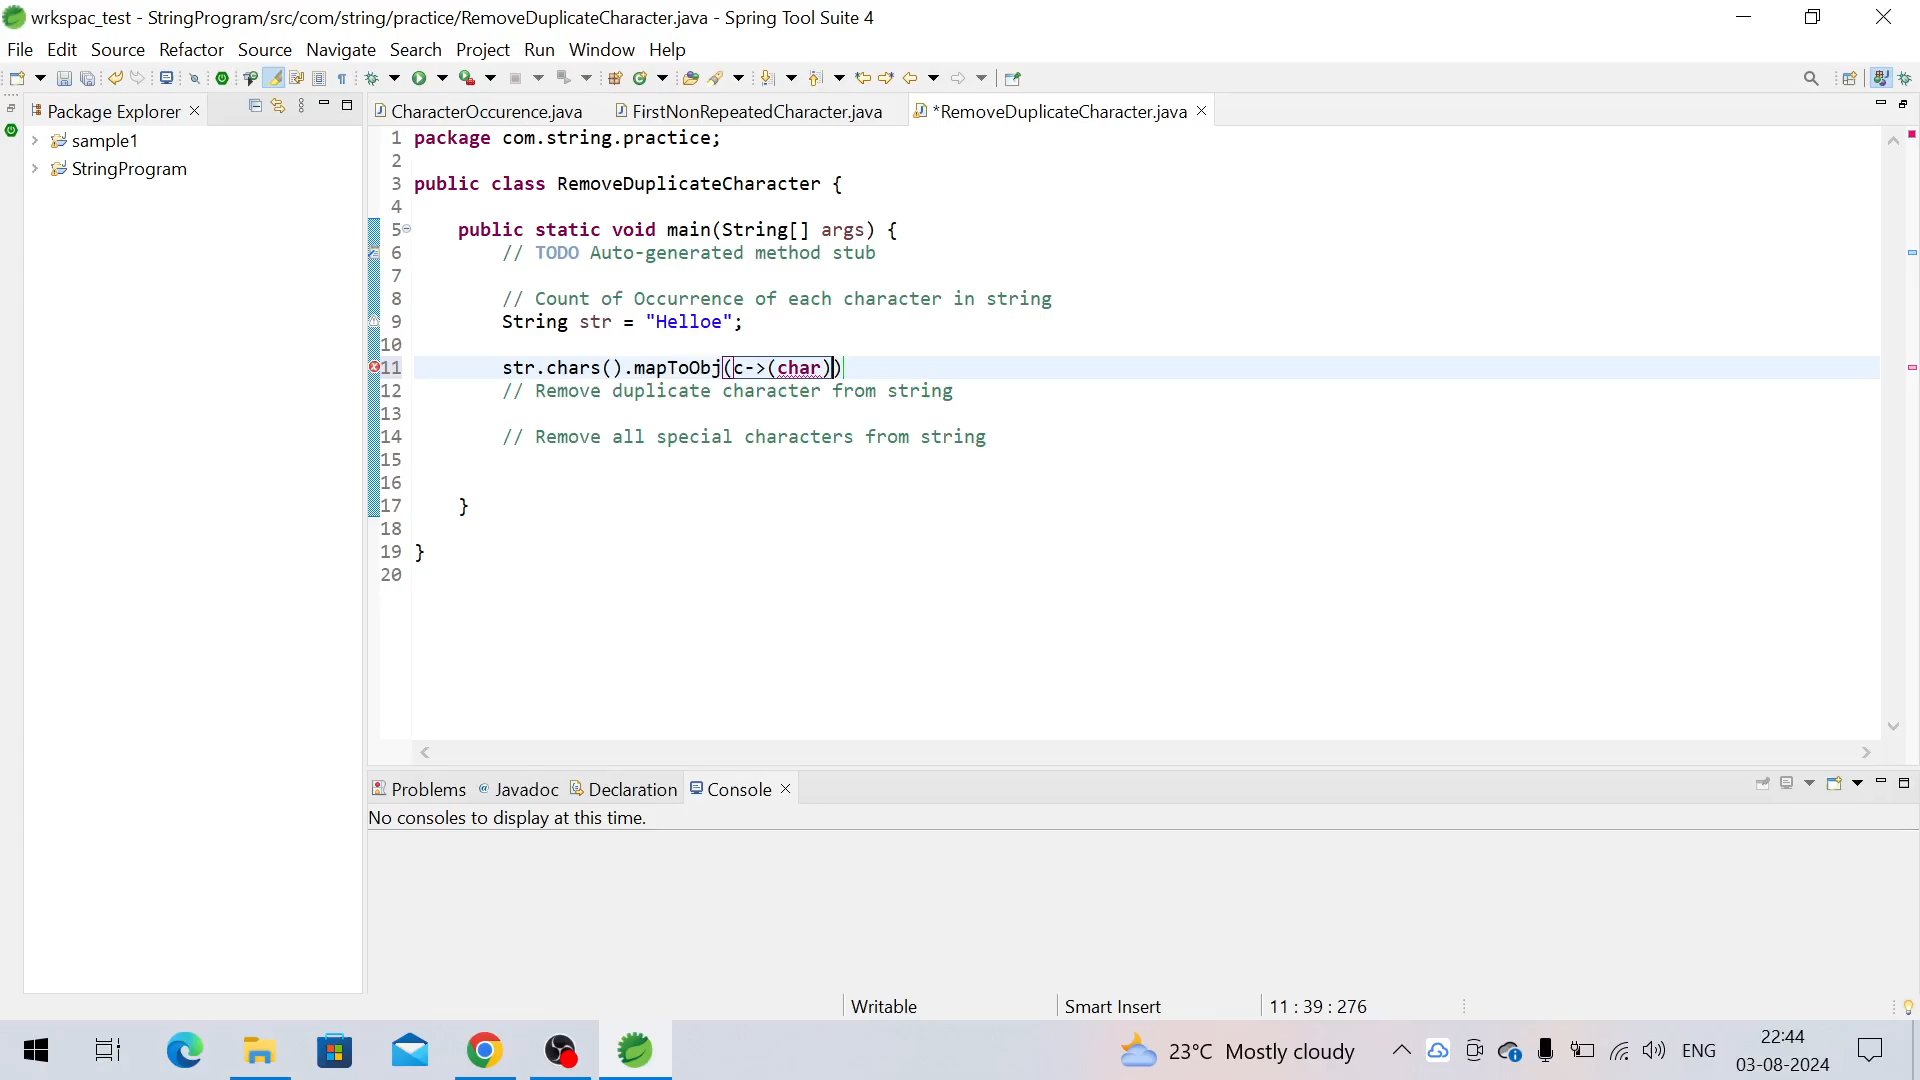 wrkspac_test - StringProgram/src/com/string/practice/RemoveDuplicateCharacter.java - Spring Tool Suite 4
File Edit Source Refactor Source Navigate Search Project Run Window Help
Package Explorer
CharacterOccurence.java FirstNonRepeatedCharacter.java *RemoveDuplicateCharacter.java
sample1
StringProgram
1 package com.string.practice;
2
3 public class RemoveDuplicateCharacter {
4
5 public static void main(String[] args) {
6 // TODO Auto-generated method stub
7
8 // Count of Occurrence of each character in string
9 String str = "Helloe";
10
11 str.chars().mapToObj(c->(char))
12 // Remove duplicate character from string
13
14 // Remove all special characters from string
15
16
17 }
18
19 }
20
Problems Javadoc Declaration Console
No consoles to display at this time.
Writable Smart Insert 11 : 39 : 276
23°C Mostly cloudy ENG 22:44
03-08-2024